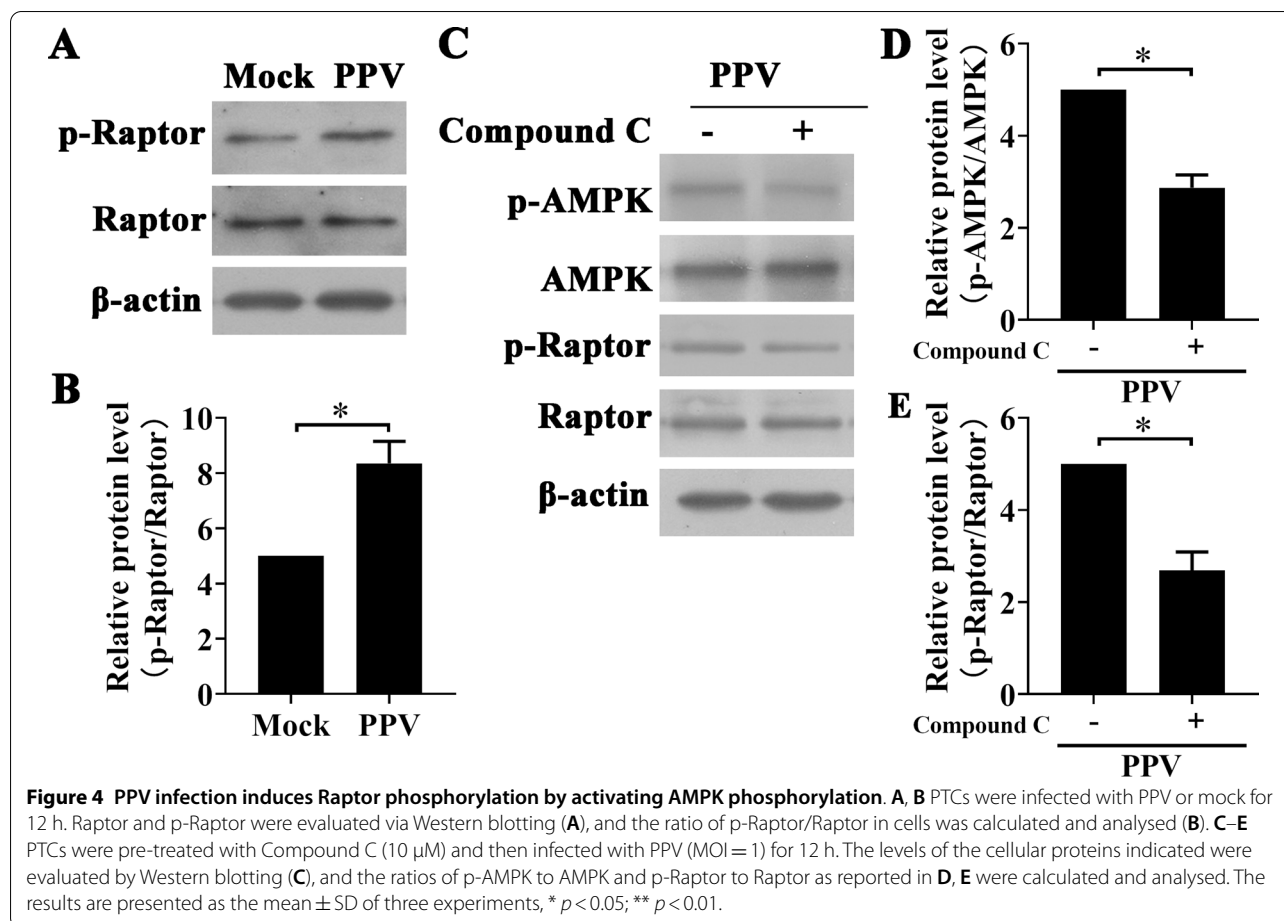 A
Mock PPV
p-Raptor
Raptor
β-actin
B
Relative protein level
(p-Raptor/Raptor)
10
8
6
4
2
0
*
Mock PPV
C
PPV
Compound C - +
p-AMPK
AMPK
p-Raptor
Raptor
β-actin
D
Relative protein level
(p-AMPK/AMPK)
6
4
2
0
*
Compound C - +
PPV
E
Relative protein level
(p-Raptor/Raptor)
6
4
2
0
*
Compound C - +
PPV
Figure 4 PPV infection induces Raptor phosphorylation by activating AMPK phosphorylation. A, B PTCs were infected with PPV or mock for
12 h. Raptor and p-Raptor were evaluated via Western blotting (A), and the ratio of p-Raptor/Raptor in cells was calculated and analysed (B). C–E
PTCs were pre-treated with Compound C (10 μM) and then infected with PPV (MOI = 1) for 12 h. The levels of the cellular proteins indicated were
evaluated by Western blotting (C), and the ratios of p-AMPK to AMPK and p-Raptor to Raptor as reported in D, E were calculated and analysed. The
results are presented as the mean ± SD of three experiments, * p < 0.05; ** p < 0.01.